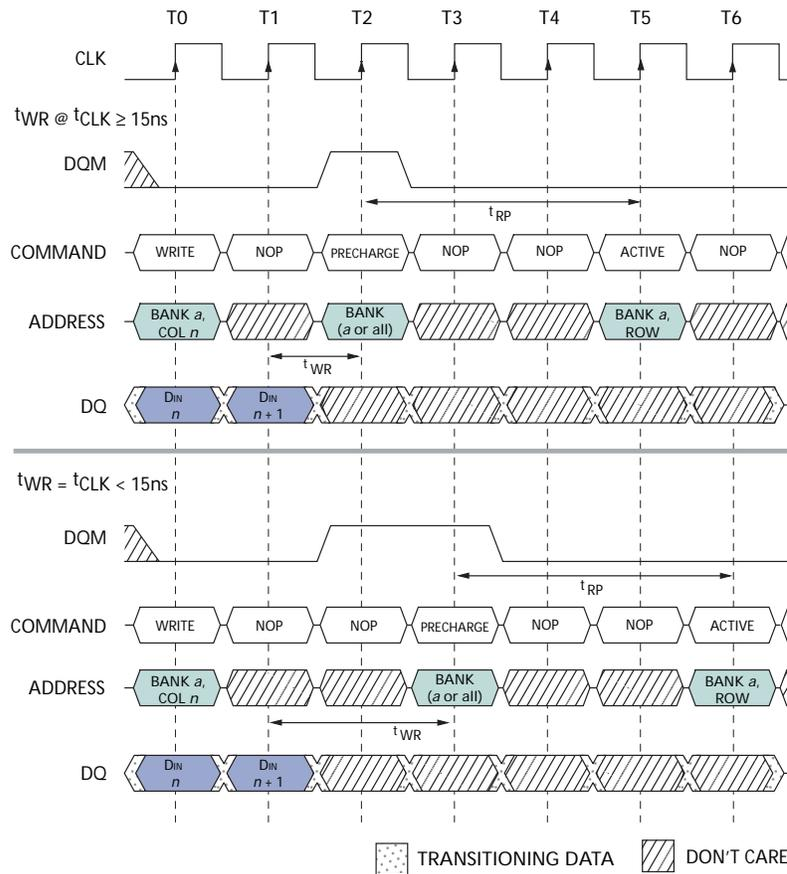 T0 T1 T2 T3 T4 T5 T6
CLK
tWR @ tCLK ≥ 15ns
DQM
tRP
COMMAND WRITE NOP PRECHARGE NOP NOP ACTIVE NOP
ADDRESS BANK a, COL n BANK (a or all) BANK a, ROW
tWR
DQ DIN n DIN n + 1
tWR = tCLK < 15ns
DQM
tRP
COMMAND WRITE NOP NOP PRECHARGE NOP NOP ACTIVE
ADDRESS BANK a, COL n BANK (a or all) BANK a, ROW
tWR
DQ DIN n DIN n + 1
TRANSITIONING DATA DON'T CARE